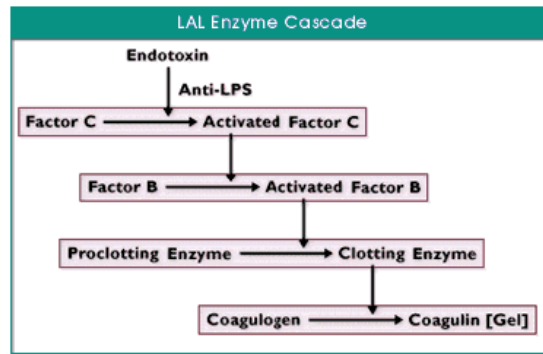 LAL Enzyme Cascade
Endotoxin
Anti-LPS
Factor C Activated Factor C
Factor B Activated Factor B
Proclotting Enzyme Clotting Enzyme
Coagulogen Coagulin [Gel]